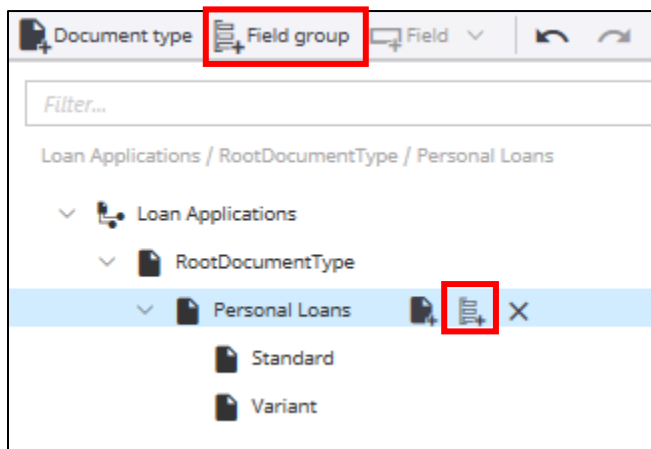 Document type Field group Field
Filter...
Loan Applications / RootDocumentType / Personal Loans
Loan Applications
RootDocumentType
Personal Loans
Standard
Variant